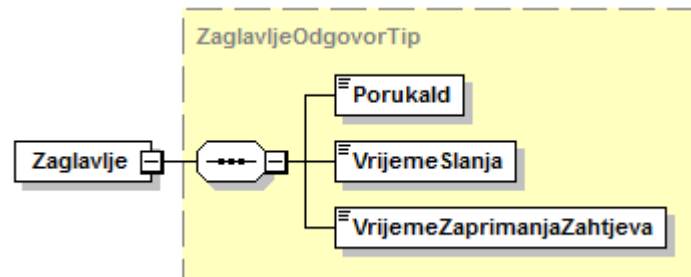 ZaglavljeOdgovorTip
PorukaId
Zaglavlje
VrijemeSlanja
VrijemeZaprimanjaZahtjeva